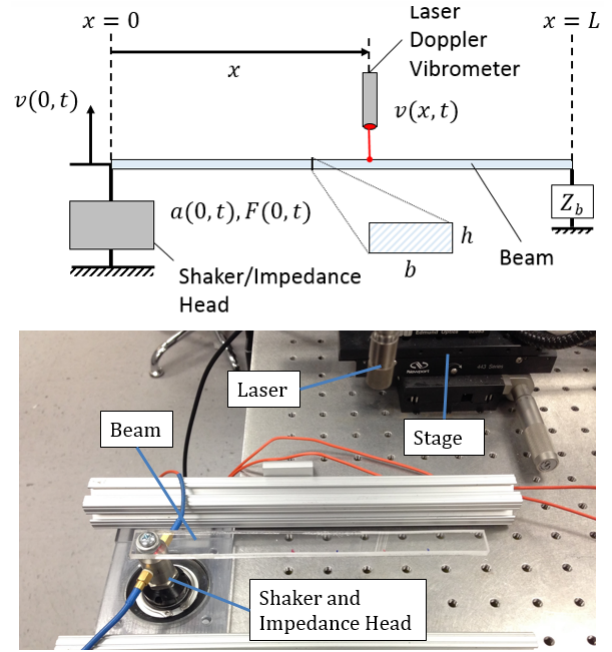 x = 0
x = L
Laser
Doppler
Vibrometer
x
v(0, t)
v(x, t)
a(0, t), F(0, t)
h
b
Z_b
Beam
Shaker/Impedance
Head
Laser
Beam
Stage
Newport
Shaker and
Impedance Head